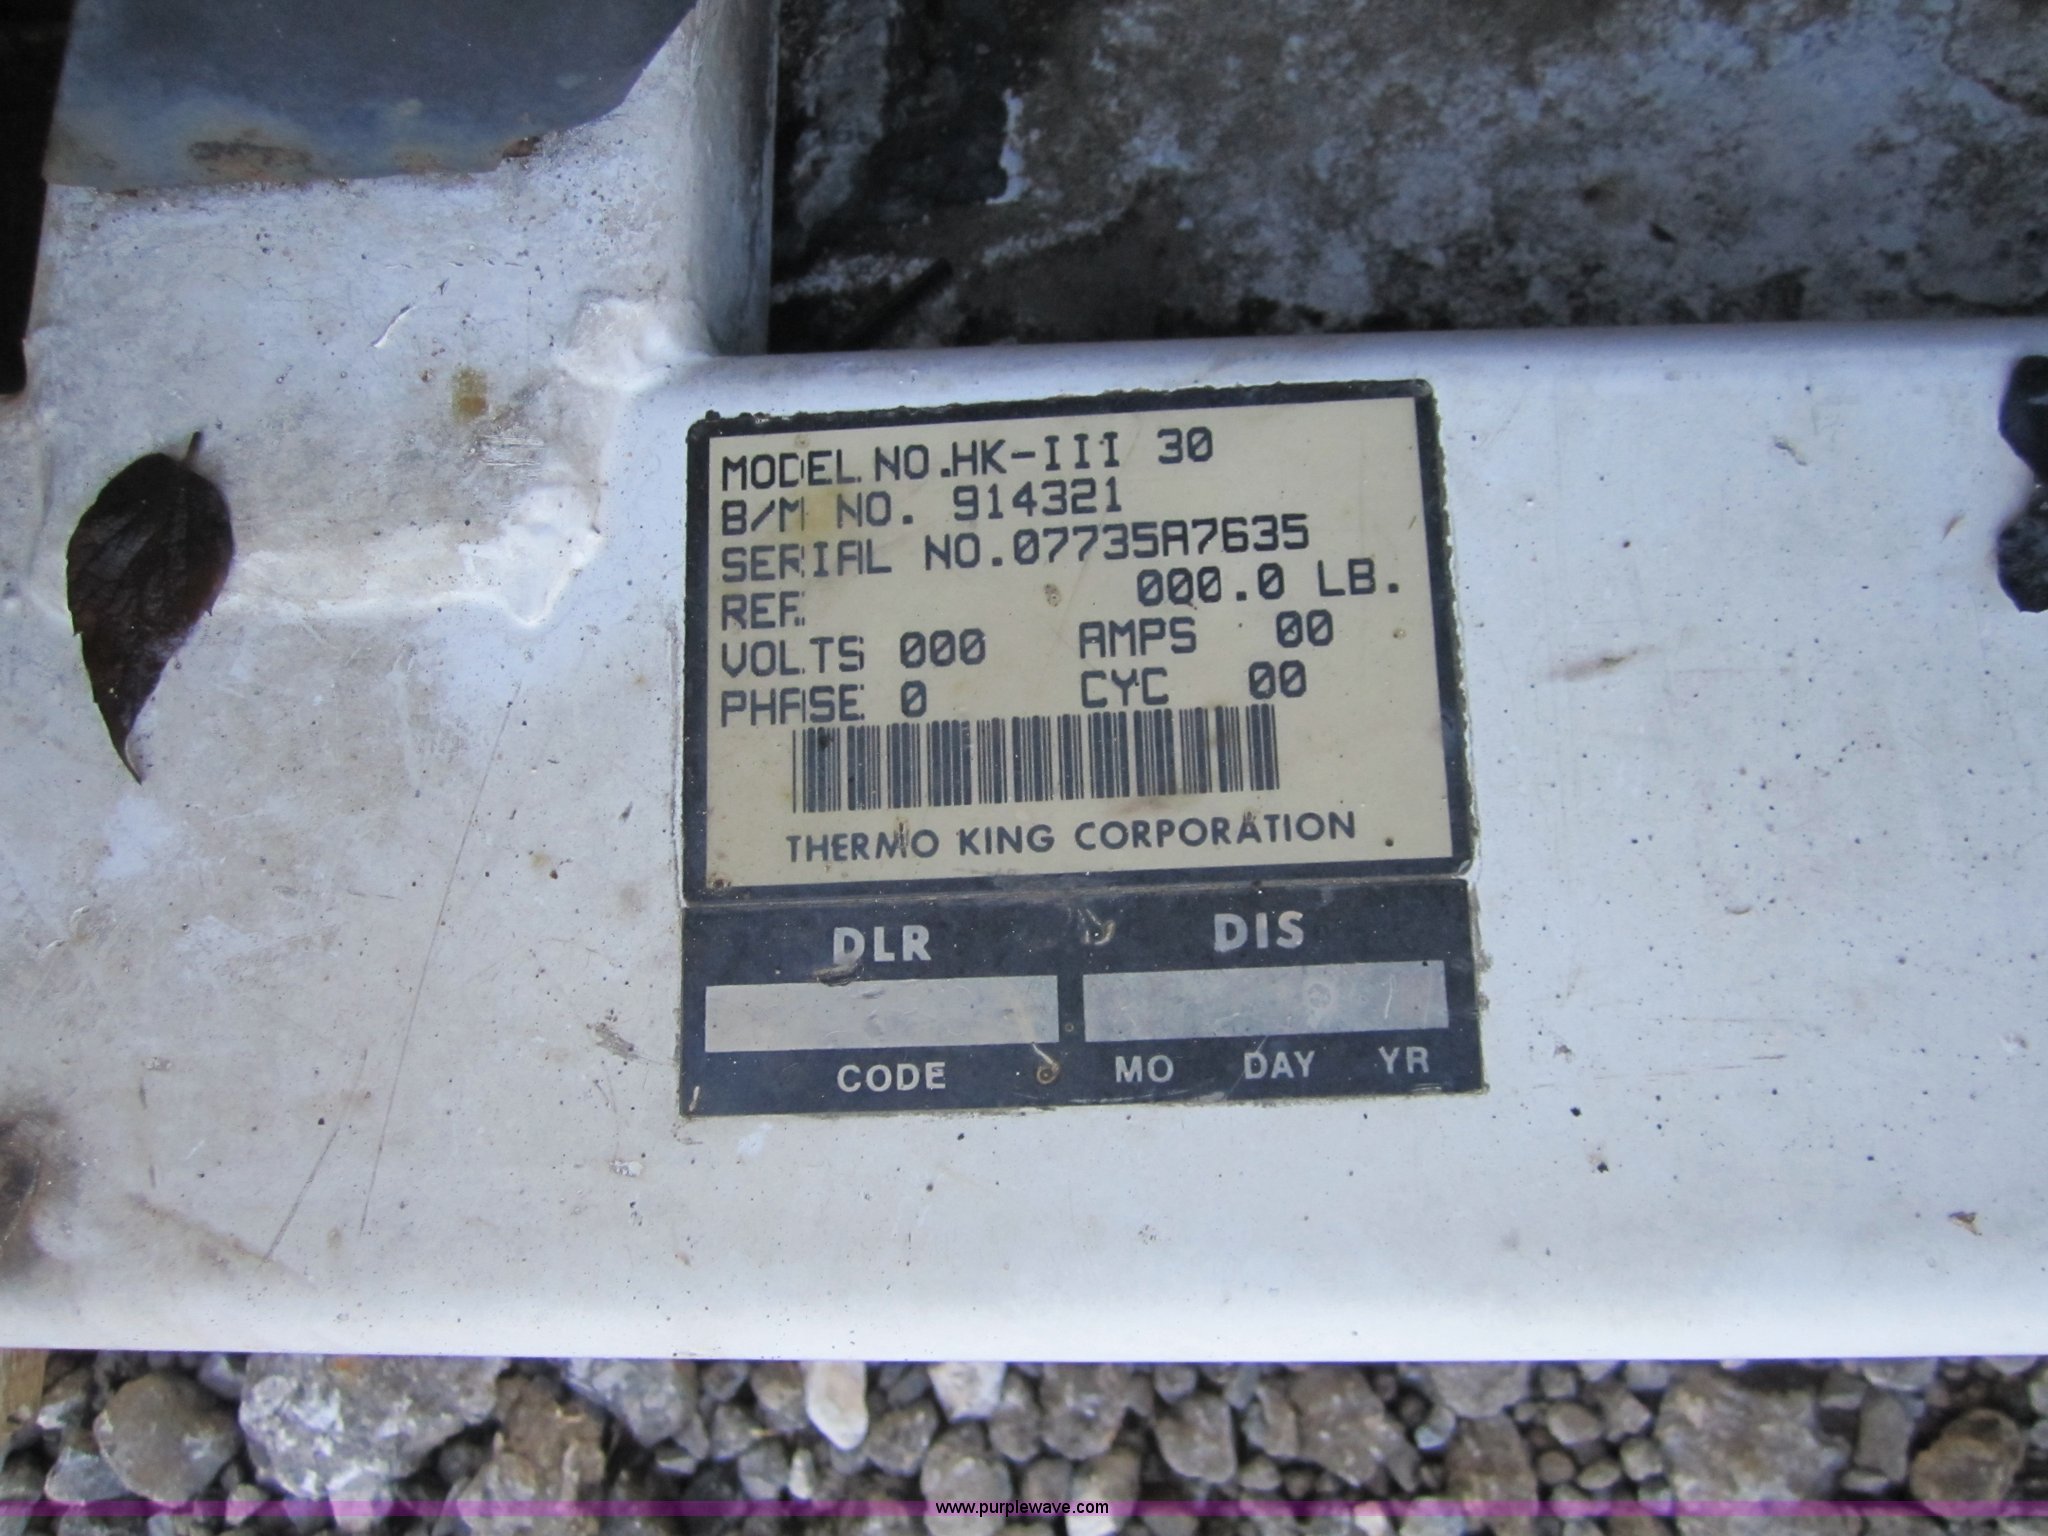 MODEL NO.HK-III 30
B/M NO. 914321
SERIAL NO.07735A7635
REF. 000.0 LB.
VOLTS 000 AMPS 00
PHASE 0 CYC 00
THERMO KING CORPORATION
DLR DIS
CODE MO DAY YR
www.purplewave.com